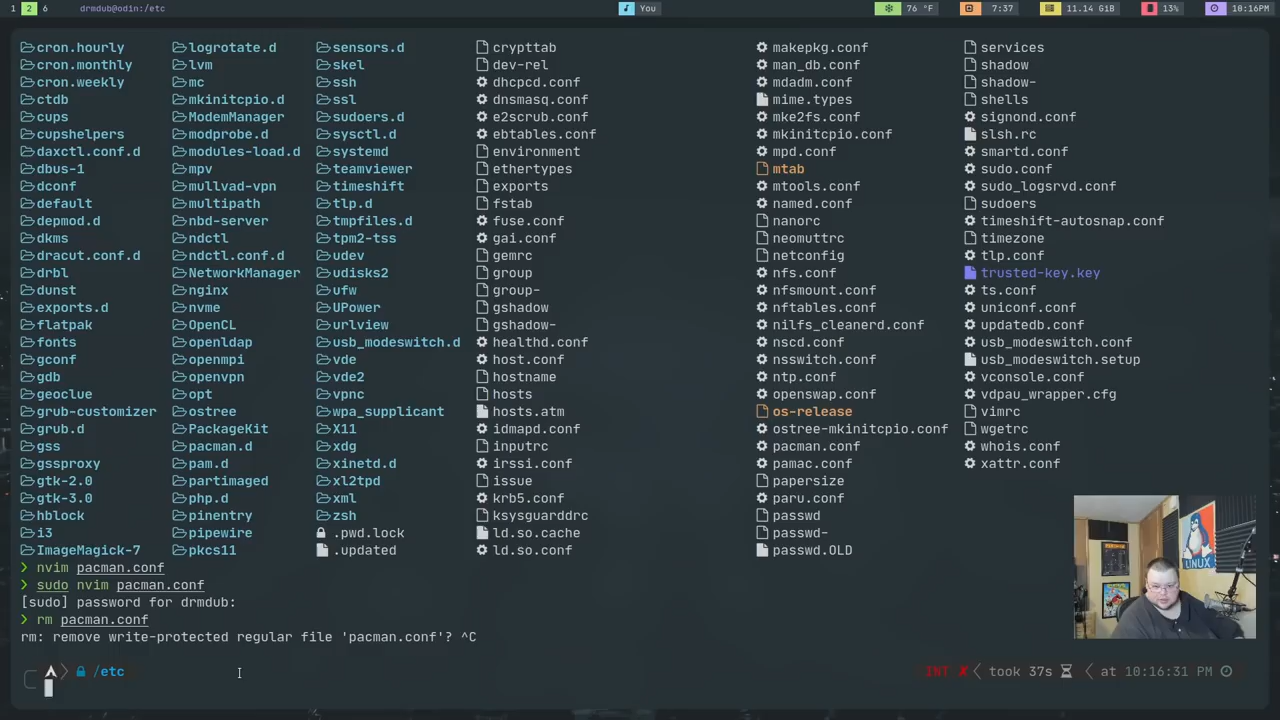 1 2 6 drmdub@odin:/etc You 76 °F 7:37 11.14 GiB 13% 10:16PM
cron.hourly logrotate.d sensors.d crypttab makepkg.conf services
cron.monthly lvm skel dev-rel man_db.conf shadow
cron.weekly mc ssh dhcpcd.conf mdadm.conf shadow-
ctdb mkinitcpio.d ssl dnsmasq.conf mime.types shells
cups ModemManager sudoers.d e2scrub.conf mke2fs.conf signond.conf
cupshelpers modprobe.d sysctl.d ebtables.conf mkinitcpio.conf slsh.rc
daxctl.conf.d modules-load.d systemd environment mpd.conf smartd.conf
dbus-1 mpv teamviewer ethertypes mtab sudo.conf
dconf mullvad-vpn timeshift exports mtools.conf sudo_logsrvd.conf
default multipath tlp.d fstab named.conf sudoers
depmod.d nbd-server tmpfiles.d fuse.conf nanorc timeshift-autosnap.conf
dkms ndctl tpm2-tss gai.conf neomuttrc timezone
dracut.conf.d ndctl.conf.d udev gemrc netconfig tlp.conf
drbl NetworkManager udisks2 group nfs.conf trusted-key.key
dunst nginx ufw group- nfsmount.conf ts.conf
exports.d nvme UPower gshadow nftables.conf uniconf.conf
flatpak OpenCL urlview gshadow- nilfs_cleanerd.conf updatedb.conf
fonts openldap usb_modeswitch.d healthd.conf nscd.conf usb_modeswitch.conf
gconf openmpi vde host.conf nsswitch.conf usb_modeswitch.setup
gdb openvpn vde2 hostname ntp.conf vconsole.conf
geoclue opt vpnc hosts openswap.conf vdpau_wrapper.cfg
grub-customizer ostree wpa_supplicant hosts.atm os-release vimrc
grub.d PackageKit X11 idmapd.conf ostree-mkinitcpio.conf wgetrc
gss pacman.d xdg inputrc pacman.conf whois.conf
gssproxy pam.d xinetd.d irssi.conf pamac.conf xattr.conf
gtk-2.0 partimaged xl2tpd issue papersize
gtk-3.0 php.d xml krb5.conf paru.conf
hblock pinentry zsh ksysguarddrc passwd
i3 pipewire .pwd.lock ld.so.cache passwd-
ImageMagick-7 pkcs11 .updated ld.so.conf passwd.OLD
❯ nvim pacman.conf
❯ sudo nvim pacman.conf
[sudo] password for drmdub:
❯ rm pacman.conf
rm: remove write-protected regular file 'pacman.conf'? ^C
/etc INT ✗ took 37s at 10:16:31 PM
LINUX